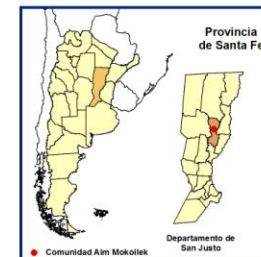 Provincia
de Santa Fe
Departamento de
San Justo
Comunidad Aim Mokoilek